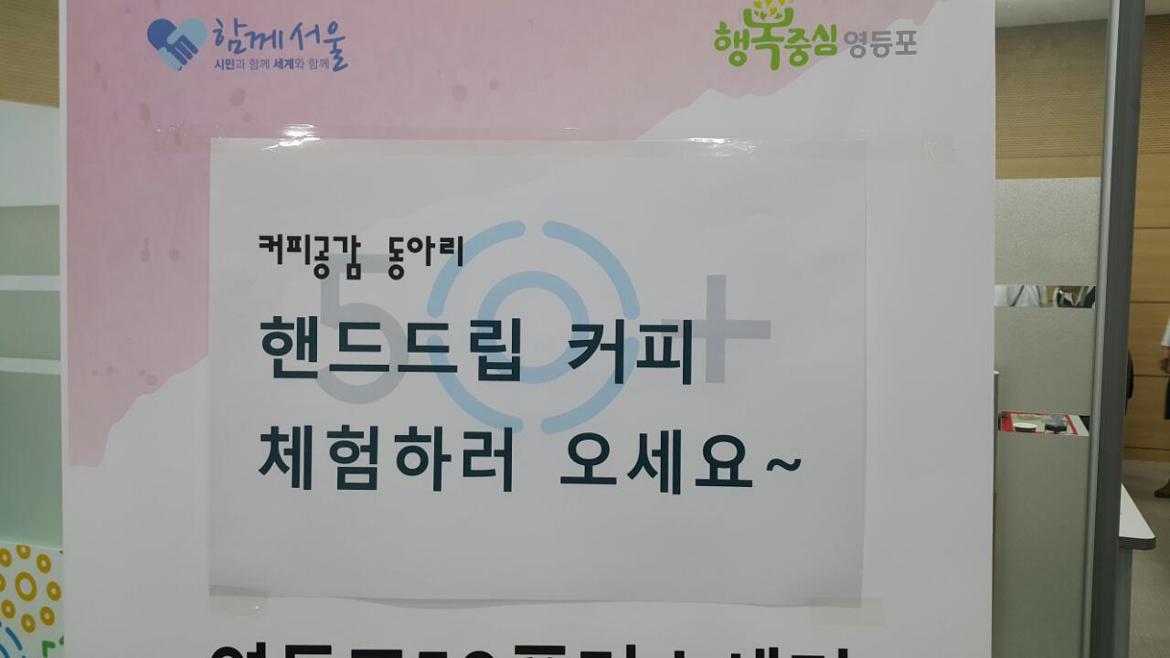 함께서울
시민과 함께 세계와 함께
행복중심 영등포
커피공감 동아리
50+
핸드드립 커피
체험하러 오세요~